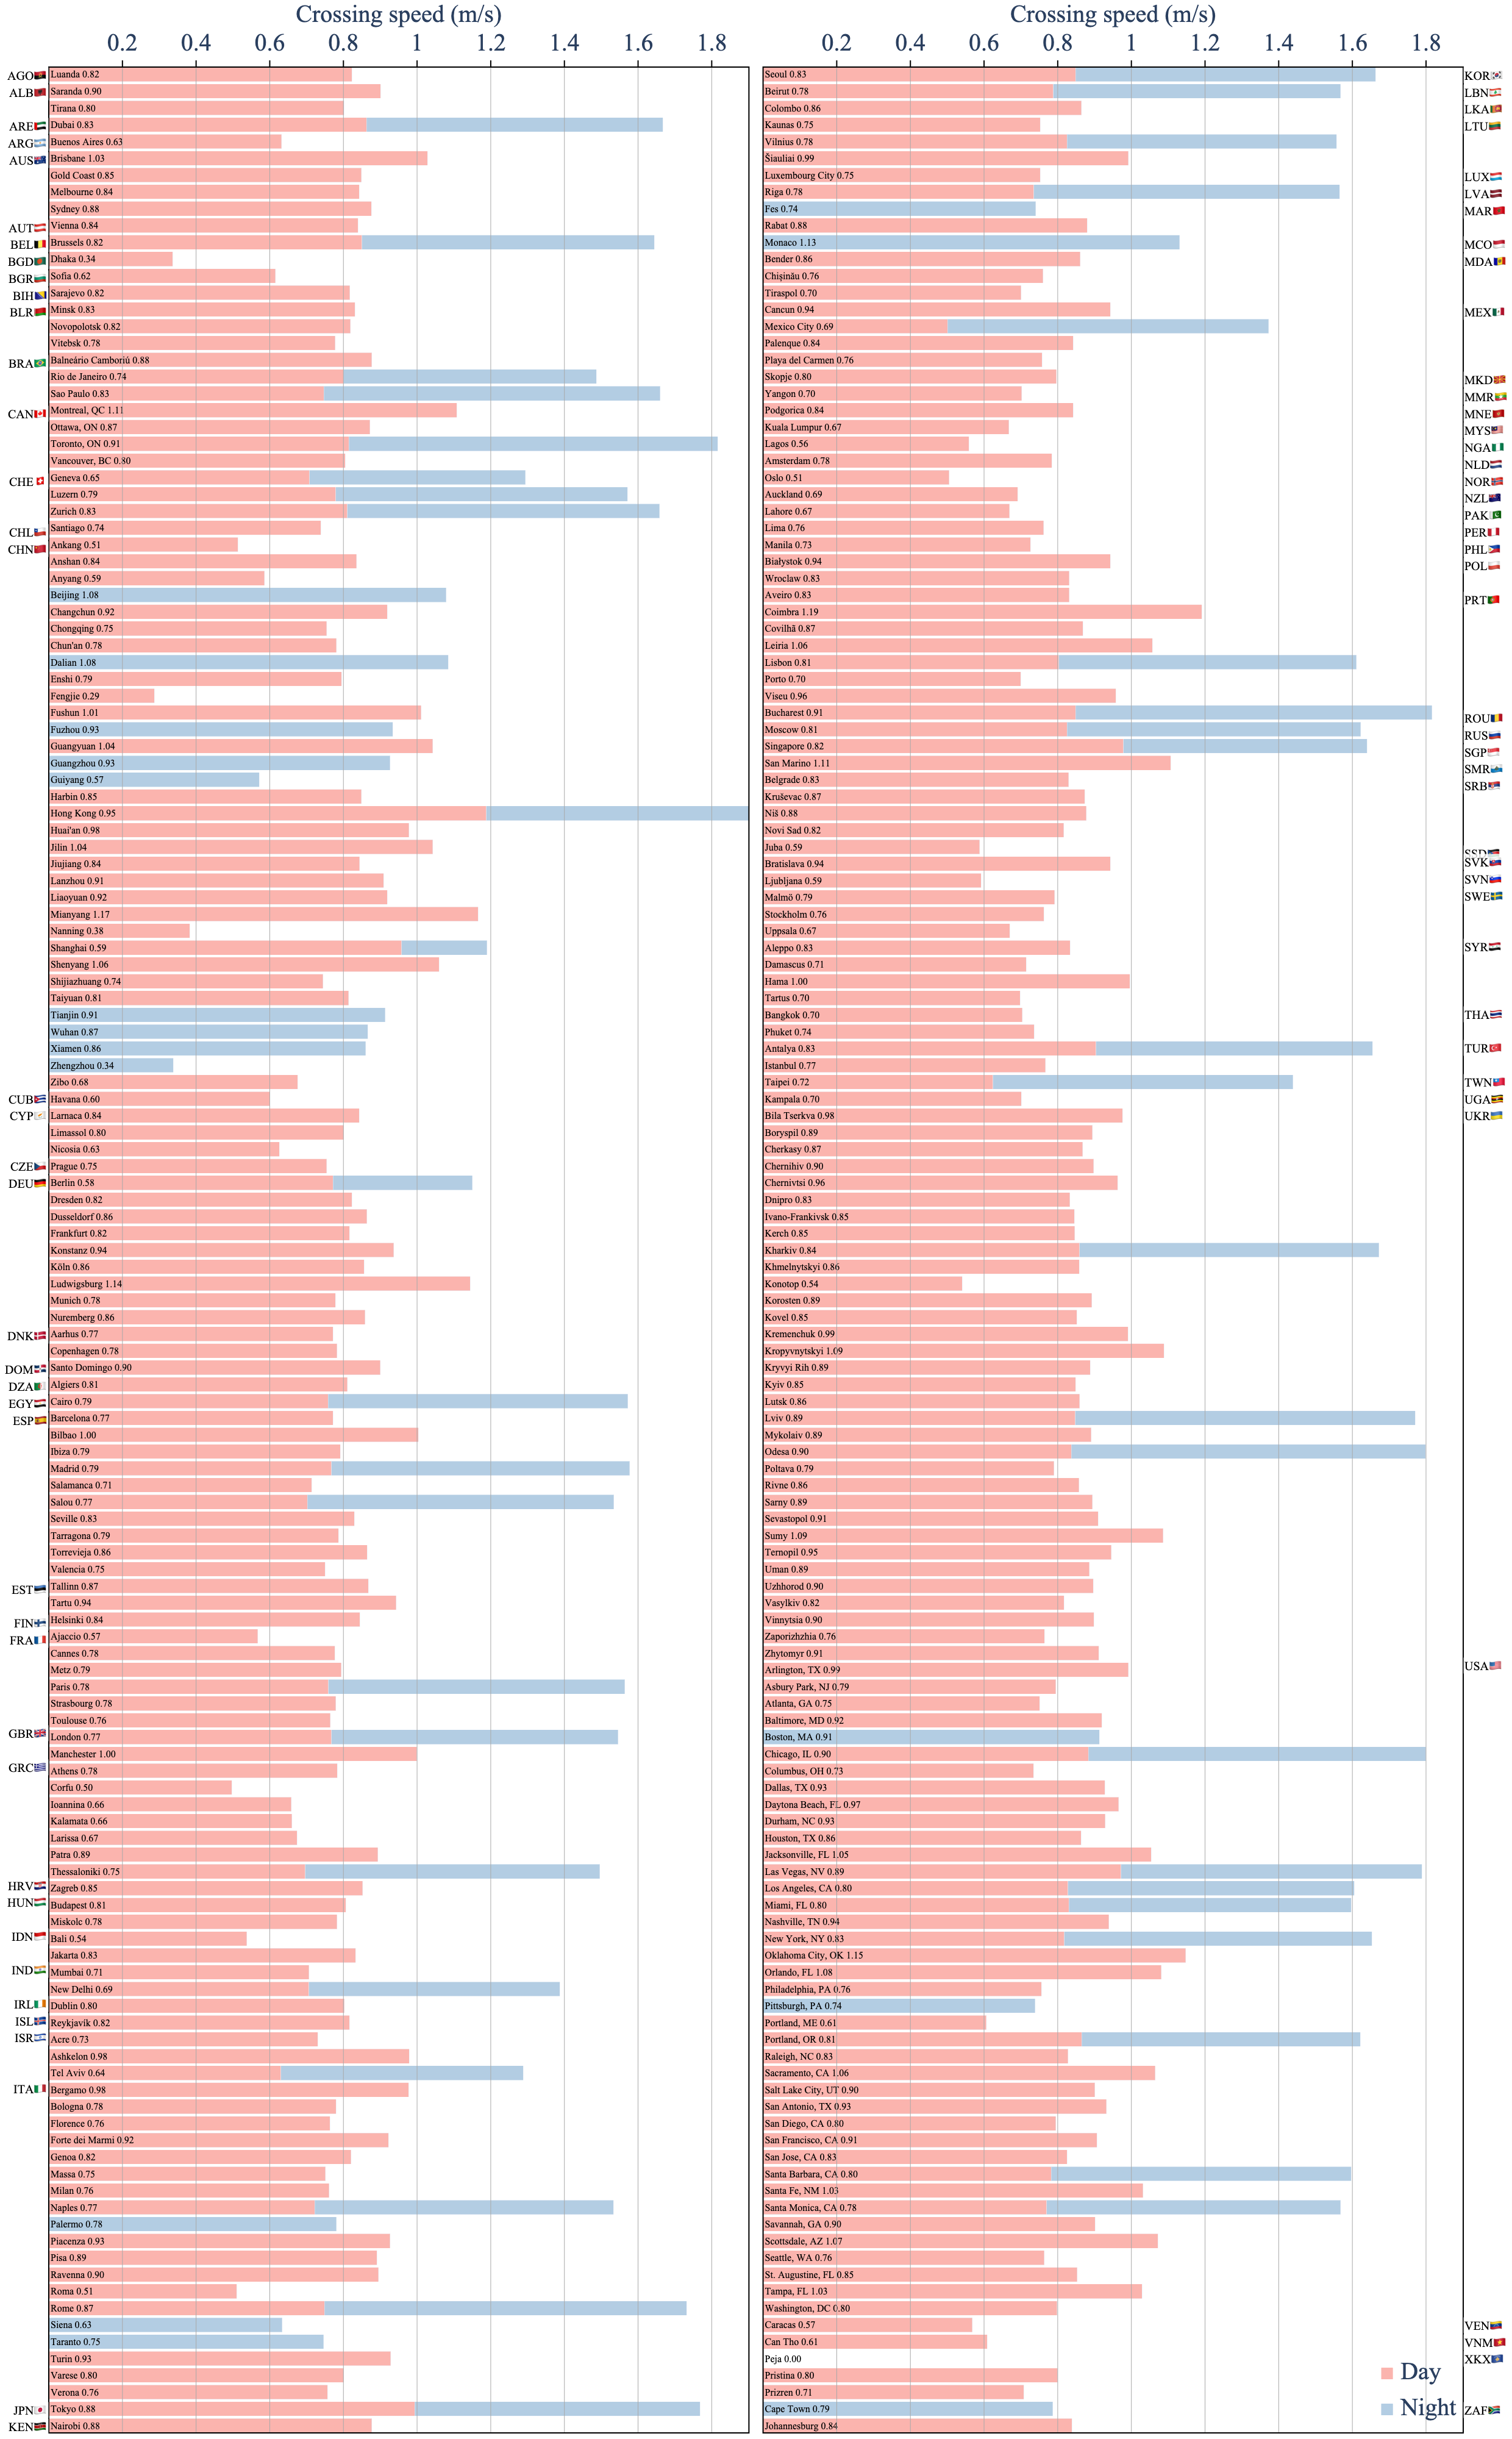 Crossing speed (m/s)
0.2 0.4 0.6 0.8 1 1.2 1.4 1.6 1.8
AGO Luanda 0.82
ALB Saranda 0.90
Tirana 0.80
ARE Dubai 0.83
ARG Buenos Aires 0.63
AUS Brisbane 1.03
Gold Coast 0.85
Melbourne 0.84
Sydney 0.88
AUT Vienna 0.84
BEL Brussels 0.82
BGD Dhaka 0.34
BGR Sofia 0.62
BIH Sarajevo 0.82
BLR Minsk 0.83
Novopolotsk 0.82
Vitebsk 0.78
BRA Balneário Camboriú 0.88
Rio de Janeiro 0.74
Sao Paulo 0.83
CAN Montreal, QC 1.11
Ottawa, ON 0.87
Toronto, ON 0.91
Vancouver, BC 0.80
CHE Geneva 0.65
Luzern 0.79
Zurich 0.83
CHL Santiago 0.74
CHN Ankang 0.51
Anshan 0.84
Anyang 0.59
Beijing 1.08
Changchun 0.92
Chongqing 0.75
Chun'an 0.78
Dalian 1.08
Enshi 0.79
Fengjie 0.29
Fushun 1.01
Fuzhou 0.93
Guangyuan 1.04
Guangzhou 0.93
Guiyang 0.57
Harbin 0.85
Hong Kong 0.95
Huai'an 0.98
Jilin 1.04
Jiujiang 0.84
Lanzhou 0.91
Liaoyuan 0.92
Mianyang 1.17
Nanning 0.38
Shanghai 0.59
Shenyang 1.06
Shijiazhuang 0.74
Taiyuan 0.81
Tianjin 0.91
Wuhan 0.87
Xiamen 0.86
Zhengzhou 0.34
Zibo 0.68
CUB Havana 0.60
CYP Larnaca 0.84
Limassol 0.80
Nicosia 0.63
CZE Prague 0.75
DEU Berlin 0.58
Dresden 0.82
Dusseldorf 0.86
Frankfurt 0.82
Konstanz 0.94
Köln 0.86
Ludwigsburg 1.14
Munich 0.78
Nuremberg 0.86
DNK Aarhus 0.77
Copenhagen 0.78
DOM Santo Domingo 0.90
DZA Algiers 0.81
EGY Cairo 0.79
ESP Barcelona 0.77
Bilbao 1.00
Ibiza 0.79
Madrid 0.79
Salamanca 0.71
Salou 0.77
Seville 0.83
Tarragona 0.79
Torrevieja 0.86
Valencia 0.75
EST Tallinn 0.87
Tartu 0.94
FIN Helsinki 0.84
FRA Ajaccio 0.57
Cannes 0.78
Metz 0.79
Paris 0.78
Strasbourg 0.78
Toulouse 0.76
GBR London 0.77
Manchester 1.00
GRC Athens 0.78
Corfu 0.50
Ioannina 0.66
Kalamata 0.66
Larissa 0.67
Patra 0.89
Thessaloniki 0.75
HRV Zagreb 0.85
HUN Budapest 0.81
Miskolc 0.78
IDN Bali 0.54
Jakarta 0.83
IND Mumbai 0.71
New Delhi 0.69
IRL Dublin 0.80
ISL Reykjavík 0.82
ISR Acre 0.73
Ashkelon 0.98
Tel Aviv 0.64
ITA Bergamo 0.98
Bologna 0.78
Florence 0.76
Forte dei Marmi 0.92
Genoa 0.82
Massa 0.75
Milan 0.76
Naples 0.77
Palermo 0.78
Piacenza 0.93
Pisa 0.89
Ravenna 0.90
Roma 0.51
Rome 0.87
Siena 0.63
Taranto 0.75
Turin 0.93
Varese 0.80
Verona 0.76
JPN Tokyo 0.88
KEN Nairobi 0.88
Crossing speed (m/s)
0.2 0.4 0.6 0.8 1 1.2 1.4 1.6 1.8
Seoul 0.83 KOR
Beirut 0.78 LBN
Colombo 0.86 LKA
Kaunas 0.75 LTU
Vilnius 0.78
Šiauliai 0.99
Luxembourg City 0.75 LUX
Riga 0.78 LVA
Fes 0.74 MAR
Rabat 0.88
Monaco 1.13 MCO
Bender 0.86 MDA
Chișinău 0.76
Tiraspol 0.70
Cancun 0.94 MEX
Mexico City 0.69
Palenque 0.84
Playa del Carmen 0.76
Skopje 0.80 MKD
Yangon 0.70 MMR
Podgorica 0.84 MNE
Kuala Lumpur 0.67 MYS
Lagos 0.56 NGA
Amsterdam 0.78 NLD
Oslo 0.51 NOR
Auckland 0.69 NZL
Lahore 0.67 PAK
Lima 0.76 PER
Manila 0.73 PHL
Białystok 0.94 POL
Wroclaw 0.83
Aveiro 0.83 PRT
Coimbra 1.19
Covilhã 0.87
Leiria 1.06
Lisbon 0.81
Porto 0.70
Viseu 0.96
Bucharest 0.91 ROU
Moscow 0.81 RUS
Singapore 0.82 SGP
San Marino 1.11 SMR
Belgrade 0.83 SRB
Kruševac 0.87
Niš 0.88
Novi Sad 0.82
Juba 0.59 SSD
Bratislava 0.94 SVK
Ljubljana 0.59 SVN
Malmö 0.79 SWE
Stockholm 0.76
Uppsala 0.67
Aleppo 0.83 SYR
Damascus 0.71
Hama 1.00
Tartus 0.70
Bangkok 0.70 THA
Phuket 0.74
Antalya 0.83 TUR
Istanbul 0.77
Taipei 0.72 TWN
Kampala 0.70 UGA
Bila Tserkva 0.98 UKR
Boryspil 0.89
Cherkasy 0.87
Chernihiv 0.90
Chernivtsi 0.96
Dnipro 0.83
Ivano-Frankivsk 0.85
Kerch 0.85
Kharkiv 0.84
Khmelnytskyi 0.86
Konotop 0.54
Korosten 0.89
Kovel 0.85
Kremenchuk 0.99
Kropyvnytskyi 1.09
Kryvyi Rih 0.89
Kyiv 0.85
Lutsk 0.86
Lviv 0.89
Mykolaiv 0.89
Odesa 0.90
Poltava 0.79
Rivne 0.86
Sarny 0.89
Sevastopol 0.91
Sumy 1.09
Ternopil 0.95
Uman 0.89
Uzhhorod 0.90
Vasylkiv 0.82
Vinnytsia 0.90
Zaporizhzhia 0.76
Zhytomyr 0.91
Arlington, TX 0.99 USA
Asbury Park, NJ 0.79
Atlanta, GA 0.75
Baltimore, MD 0.92
Boston, MA 0.91
Chicago, IL 0.90
Columbus, OH 0.73
Dallas, TX 0.93
Daytona Beach, FL 0.97
Durham, NC 0.93
Houston, TX 0.86
Jacksonville, FL 1.05
Las Vegas, NV 0.89
Los Angeles, CA 0.80
Miami, FL 0.80
Nashville, TN 0.94
New York, NY 0.83
Oklahoma City, OK 1.15
Orlando, FL 1.08
Philadelphia, PA 0.76
Pittsburgh, PA 0.74
Portland, ME 0.61
Portland, OR 0.81
Raleigh, NC 0.83
Sacramento, CA 1.06
Salt Lake City, UT 0.90
San Antonio, TX 0.93
San Diego, CA 0.80
San Francisco, CA 0.91
San Jose, CA 0.83
Santa Barbara, CA 0.80
Santa Fe, NM 1.03
Santa Monica, CA 0.78
Savannah, GA 0.90
Scottsdale, AZ 1.07
Seattle, WA 0.76
St. Augustine, FL 0.85
Tampa, FL 1.03
Washington, DC 0.80
Caracas 0.57 VEN
Can Tho 0.61 VNM
Peja 0.00 XKX
Pristina 0.80
Prizren 0.71
Cape Town 0.79 ZAF
Johannesburg 0.84
Day
Night